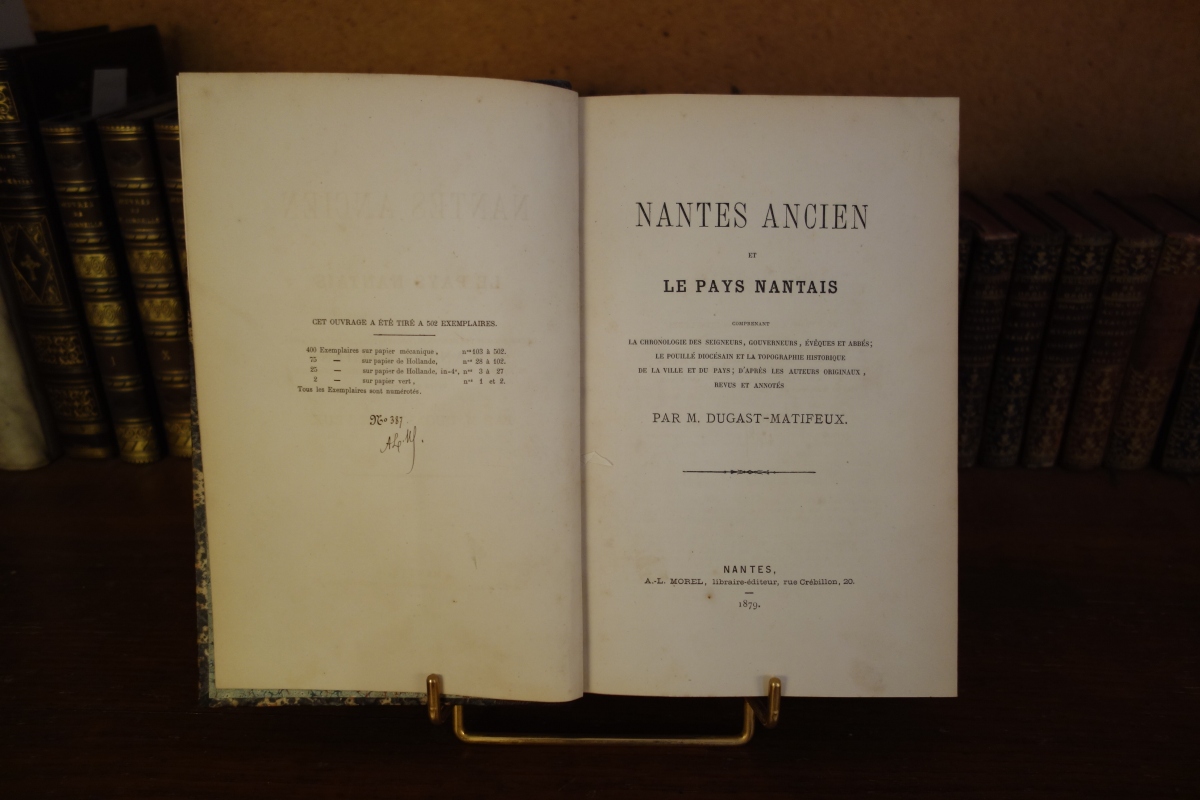 CET OUVRAGE A ÉTÉ TIRÉ A 502 EXEMPLAIRES.
400 Exemplaires sur papier mécanique, nos 103 à 502.
75 — sur papier de Hollande, nos 28 à 102.
25 — sur papier de Hollande, in-4°, nos 3 à 27
2 — sur papier vert, nos 1 et 2.
Tous les Exemplaires sont numérotés.
No 387
NANTES ANCIEN
ET
LE PAYS NANTAIS
COMPRENANT
LA CHRONOLOGIE DES SEIGNEURS, GOUVERNEURS, ÉVÊQUES ET ABBÉS;
LE POUILLÉ DIOCÉSAIN ET LA TOPOGRAPHIE HISTORIQUE
DE LA VILLE ET DU PAYS; D'APRÈS LES AUTEURS ORIGINAUX,
REVUS ET ANNOTÉS
PAR M. DUGAST-MATIFEUX.
NANTES,
A.-L. MOREL, libraire-éditeur, rue Crébillon, 20.
1879.